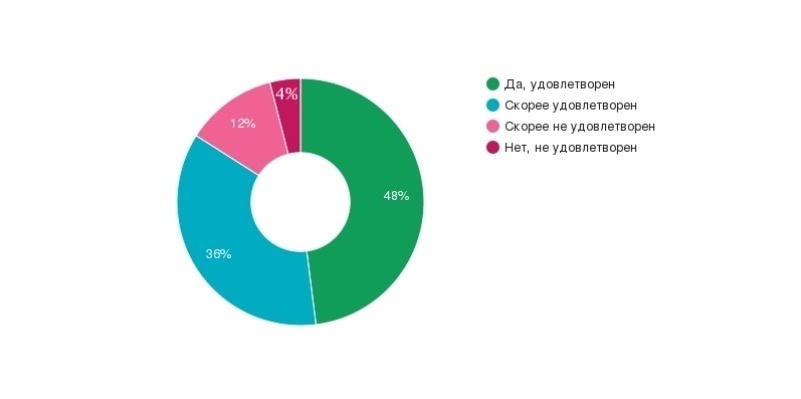 4%
12%
48%
36%
Да, удовлетворен
Скорее удовлетворен
Скорее не удовлетворен
Нет, не удовлетворен